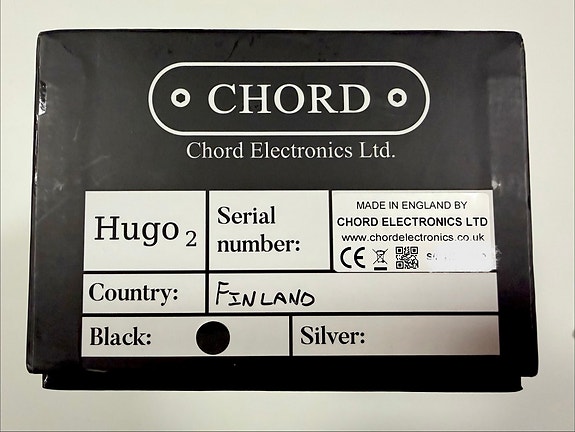 CHORD
Chord Electronics Ltd.
Hugo 2
Serial number:
MADE IN ENGLAND BY
CHORD ELECTRONICS LTD
www.chordelectronics.co.uk
CE
Country:
FINLAND
Black:
Silver: